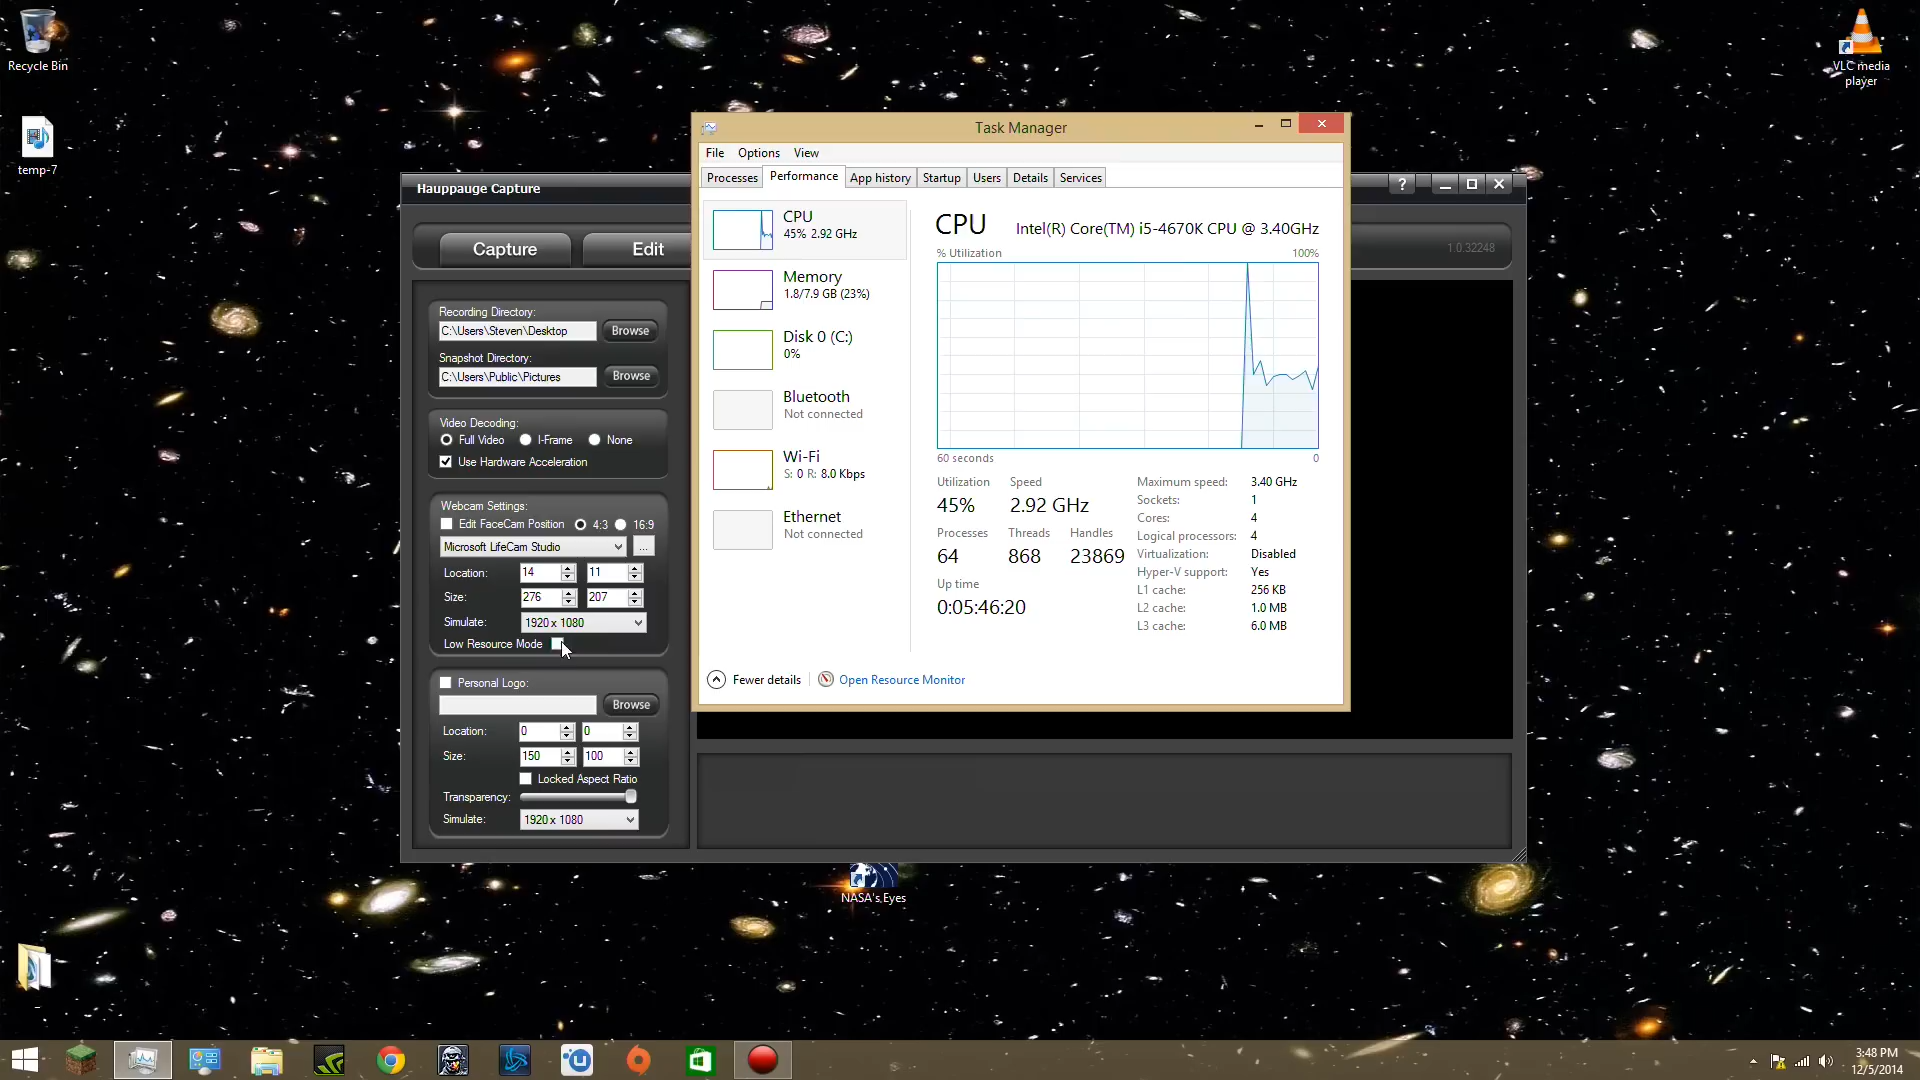 Recycle Bin
temp-7
VLC media
player
Hauppauge Capture
?
Capture
Edit
1.0.32248
Recording Directory:
C:\Users\Steven\Desktop
Browse
Snapshot Directory:
C:\Users\Public\Pictures
Browse
Video Decoding:
Full Video
I-Frame
None
Use Hardware Acceleration
Webcam Settings:
Edit FaceCam Position
4:3
16:9
Microsoft LifeCam Studio
...
Location:
14
11
Size:
276
207
Simulate:
1920 x 1080
Low Resource Mode
Personal Logo:
Browse
Location:
0
0
Size:
150
100
Locked Aspect Ratio
Transparency:
Simulate:
1920 x 1080
Task Manager
File
Options
View
Processes
Performance
App history
Startup
Users
Details
Services
CPU
45% 2.92 GHz
Memory
1.8/7.9 GB (23%)
Disk 0 (C:)
0%
Bluetooth
Not connected
Wi-Fi
S: 0 R: 8.0 Kbps
Ethernet
Not connected
CPU
Intel(R) Core(TM) i5-4670K CPU @ 3.40GHz
% Utilization
100%
60 seconds
0
Utilization
45%
Speed
2.92 GHz
Processes
64
Threads
868
Handles
23869
Up time
0:05:46:20
Maximum speed: 3.40 GHz
Sockets: 1
Cores: 4
Logical processors: 4
Virtualization: Disabled
Hyper-V support: Yes
L1 cache: 256 KB
L2 cache: 1.0 MB
L3 cache: 6.0 MB
Fewer details
Open Resource Monitor
NASA's Eyes
3:48 PM
12/5/2014